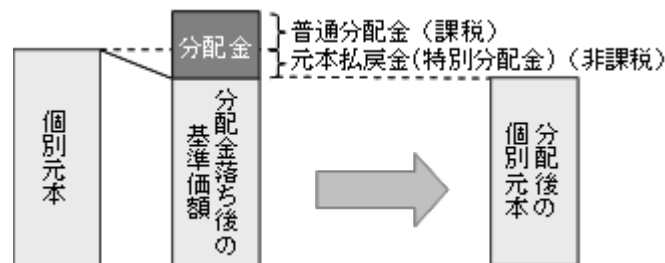 分配金
普通分配金（課税）
元本払戻金(特別分配金)（非課税）
個別元本
分配金落ち後の
基準価額
分配後の
個別元本